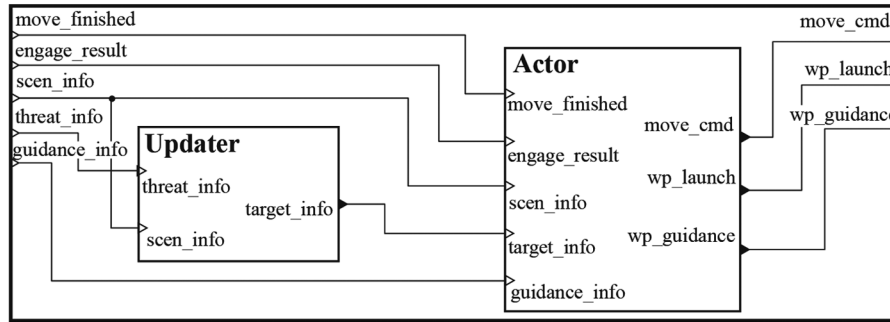 move_finished
engage_result
scen_info
threat_info
guidance_info
Updater
threat_info
target_info
scen_info
Actor
move_finished
move_cmd
engage_result
wp_launch
scen_info
wp_guidance
target_info
guidance_info
move_cmd
wp_launch
wp_guidance